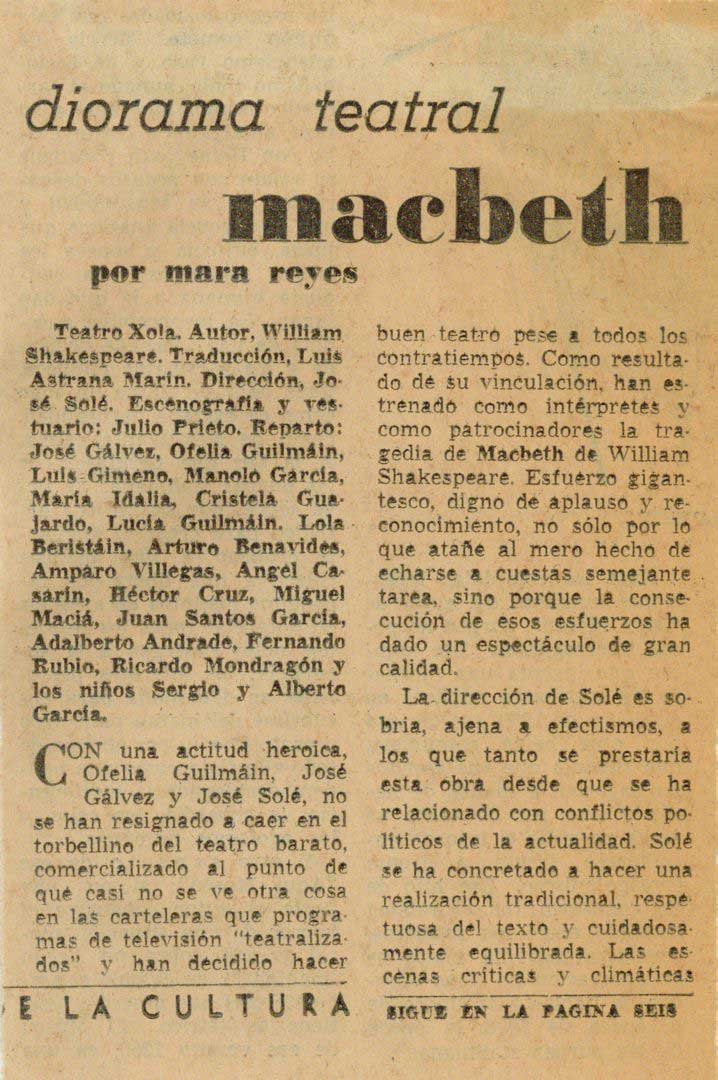 diorama teatral
macbeth
por mara reyes
Teatro Xola. Autor, William
Shakespeare. Traducción, Luis
Astrana Marín. Dirección, Jo-
sé Solé. Escenografía y ves-
tuario: Julio Prieto. Reparto:
José Gálvez, Ofelia Guilmáin,
Luis Gimeno, Manolo García,
María Idalia, Cristela Gua-
jardo, Lucía Guilmáin. Lola
Beristáin, Arturo Benavides,
Amparo Villegas, Angel Ca-
sarín, Héctor Cruz, Miguel
Maciá, Juan Santos García,
Adalberto Andrade, Fernando
Rubio, Ricardo Mondragón y
los niños Sergio y Alberto
García.
CON una actitud heroica,
Ofelia Guilmáin, José
Gálvez y José Solé, no
se han resignado a caer en el
torbellino del teatro barato,
comercializado al punto de
que casi no se ve otra cosa
en las carteleras que progra-
mas de televisión "teatraliza-
dos" y han decidido hacer
buen teatro pese a todos los
contratiempos. Como resulta-
do de su vinculación, han es-
trenado como intérpretes y
como patrocinadores la tra-
gedia de Macbeth de William
Shakespeare. Esfuerzo gigan-
tesco, digno de aplauso y re-
conocimiento, no sólo por lo
que atañe al mero hecho de
echarse a cuestas semejante
tarea, sino porque la conse-
cución de esos esfuerzos ha
dado un espectáculo de gran
calidad.
La dirección de Solé es so-
bria, ajena a efectismos, a
los que tanto se prestaría
esta obra desde que se ha
relacionado con conflictos po-
líticos de la actualidad. Solé
se ha concretado a hacer una
realización tradicional, respe-
tuosa del texto y cuidadosa-
mente equilibrada. Las es-
cenas críticas y climáticas
E LA CULTURA
SIGUE EN LA PAGINA SEIS